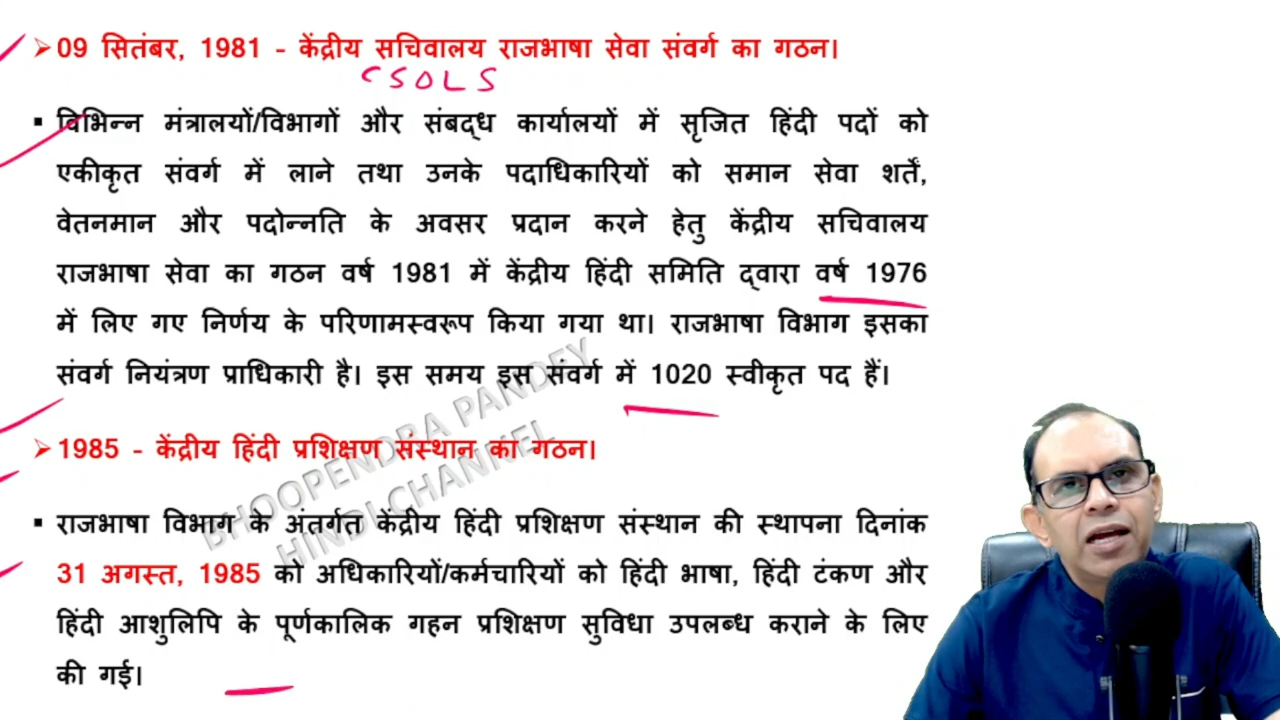 ➢ 09 सितंबर, 1981 - केंद्रीय सचिवालय राजभाषा सेवा संवर्ग का गठन।
CSOLS
▪ विभिन्न मंत्रालयों/विभागों और संबद्ध कार्यालयों में सृजित हिंदी पदों को
एकीकृत संवर्ग में लाने तथा उनके पदाधिकारियों को समान सेवा शर्तें,
वेतनमान और पदोन्नति के अवसर प्रदान करने हेतु केंद्रीय सचिवालय
राजभाषा सेवा का गठन वर्ष 1981 में केंद्रीय हिंदी समिति द्वारा वर्ष 1976
में लिए गए निर्णय के परिणामस्वरूप किया गया था। राजभाषा विभाग इसका
संवर्ग नियंत्रण प्राधिकारी है। इस समय इस संवर्ग में 1020 स्वीकृत पद हैं।
➢ 1985 - केंद्रीय हिंदी प्रशिक्षण संस्थान का गठन।
▪ राजभाषा विभाग के अंतर्गत केंद्रीय हिंदी प्रशिक्षण संस्थान की स्थापना दिनांक
31 अगस्त, 1985 को अधिकारियों/कर्मचारियों को हिंदी भाषा, हिंदी टंकण और
हिंदी आशुलिपि के पूर्णकालिक गहन प्रशिक्षण सुविधा उपलब्ध कराने के लिए
की गई।
BHOOPENDRA PANDEY
HINDI CHANNEL